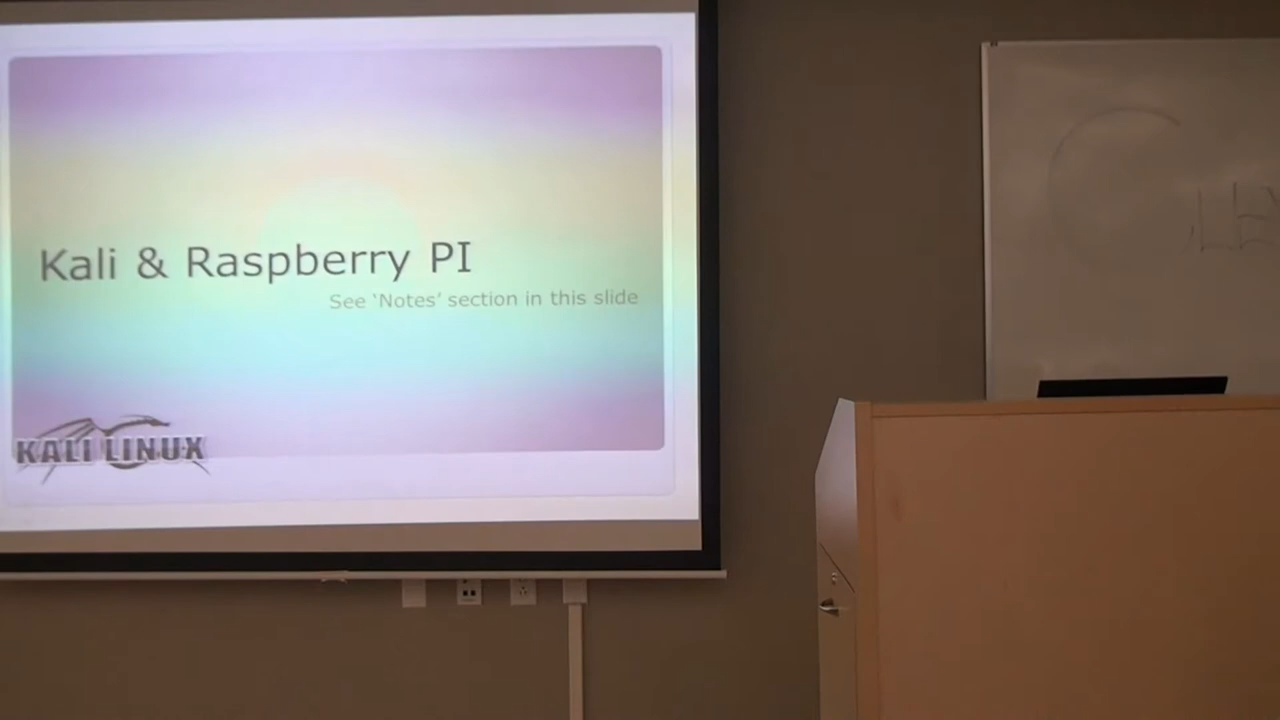 Kali & Raspberry PI
See ‘Notes’ section in this slide
KALI LINUX